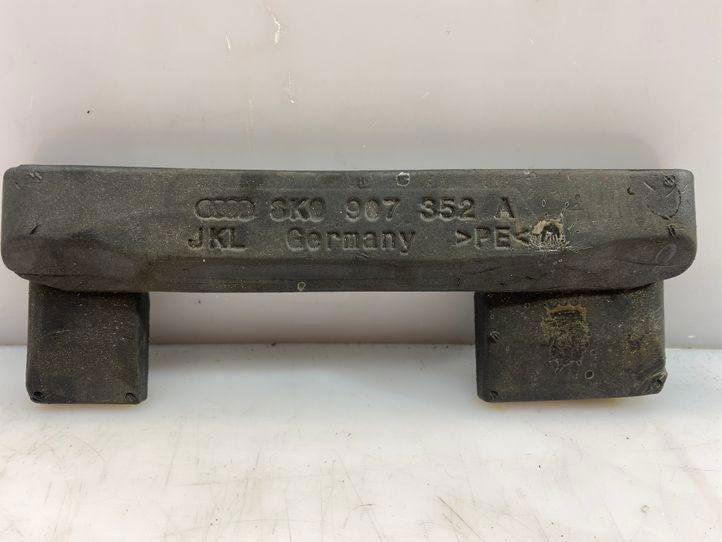 8K0 907 352 A
JKL Germany >PE<